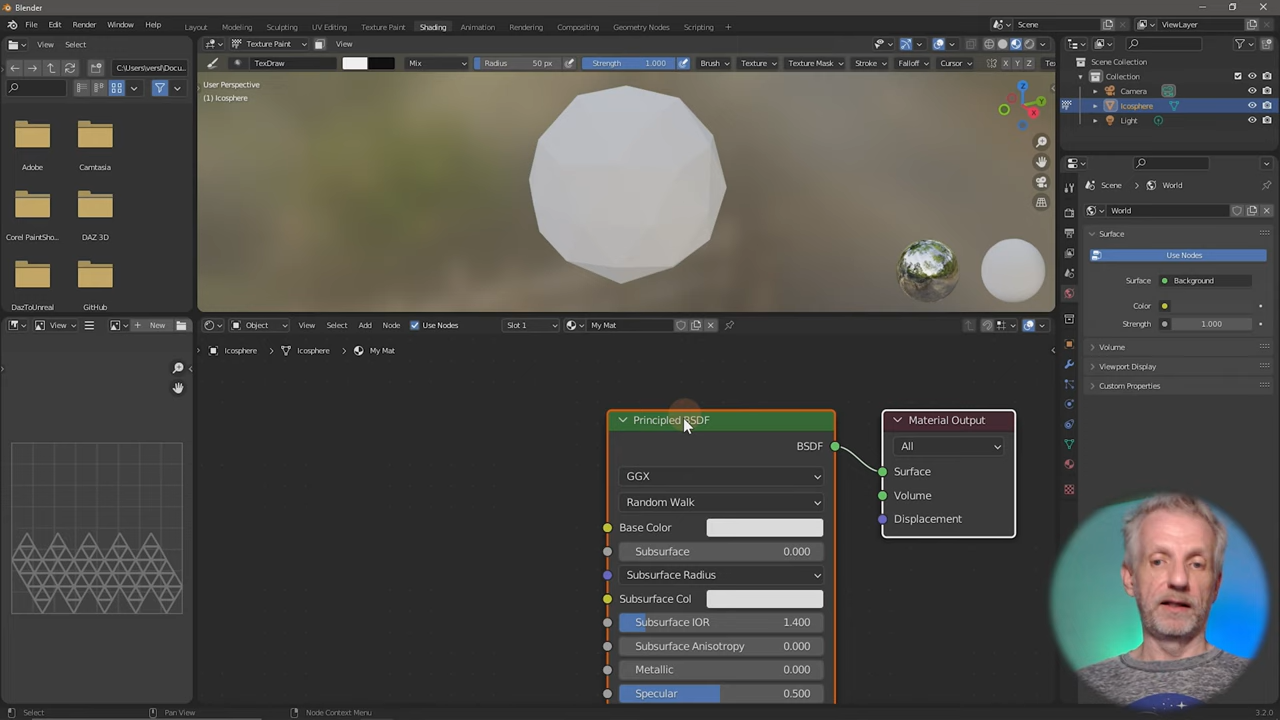 Blender
File Edit Render Window Help
Layout Modeling Sculpting UV Editing Texture Paint Shading Animation Rendering Compositing Geometry Nodes Scripting +
Scene
ViewLayer
View Select
Texture Paint View
C:\Users\versl\Docu...
TexDraw Mix Radius 50 px Strength 1.000 Brush Texture Texture Mask Stroke Falloff Cursor X Y Z Te
User Perspective
(1) Icosphere
Adobe Camtasia
Corel PaintSho... DAZ 3D
DazToUnreal GitHub
Scene Collection
Collection
Camera
Icosphere
Light
Scene World
World
Surface
Use Nodes
Surface Background
Color
Strength 1.000
Volume
Viewport Display
Custom Properties
View + New
Object View Select Add Node Use Nodes Slot 1 My Mat
Icosphere Icosphere My Mat
Principled BSDF
BSDF
GGX
Random Walk
Base Color
Subsurface 0.000
Subsurface Radius
Subsurface Col
Subsurface IOR 1.400
Subsurface Anisotropy 0.000
Metallic 0.000
Specular 0.500
Material Output
All
Surface
Volume
Displacement
Select Pan View Node Context Menu 3.2.0